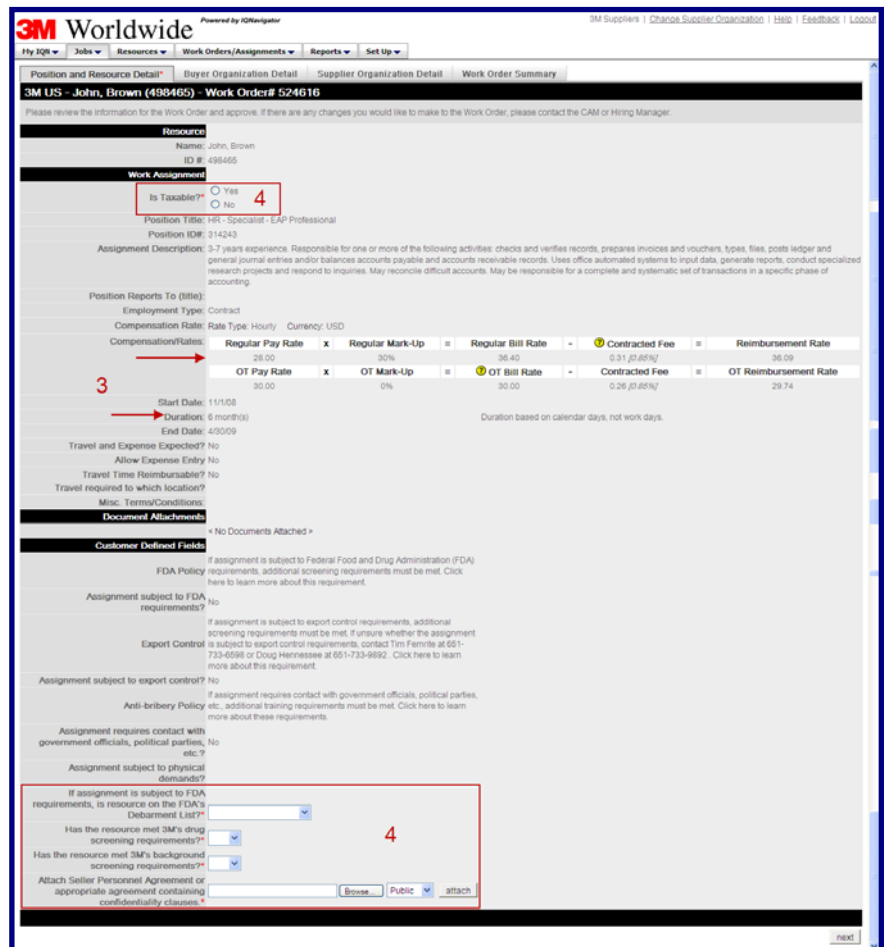 3M Worldwide Powered by IQNavigator
3M Suppliers | Change Supplier Organization | Help | Feedback | Logout
My IQN Jobs Resources Work Orders/Assignments Reports Set Up
Position and Resource Detail* Buyer Organization Detail Supplier Organization Detail Work Order Summary
3M US - John, Brown (498465) - Work Order# 524616
Please review the information for the Work Order and approve. If there are any changes you would like to make to the Work Order, please contact the CAM or Hiring Manager.
Resource
Name: John, Brown
ID #: 498465
Work Assignment
Is Taxable?* Yes
No
4
Position Title: HR - Specialist - EAP Professional
Position ID#: 314243
Assignment Description: 3-7 years experience. Responsible for one or more of the following activities: checks and verifies records, prepares invoices and vouchers, types, files, posts ledger and
general journal entries and/or balances accounts payable and accounts receivable records. Uses office automated systems to input data, generate reports, conduct specialized
research projects and respond to inquiries. May reconcile difficult accounts. May be responsible for a complete and systematic set of transactions in a specific phase of
accounting.
Position Reports To (title):
Employment Type: Contract
Compensation Rate: Rate Type: Hourly Currency: USD
Compensation/Rates: Regular Pay Rate x Regular Mark-Up = Regular Bill Rate - ? Contracted Fee = Reimbursement Rate
28.00 30% 36.40 0.31 [0.85%] 36.09
OT Pay Rate x OT Mark-Up = ? OT Bill Rate - Contracted Fee = OT Reimbursement Rate
30.00 0% 30.00 0.26 [0.85%] 29.74
3
Start Date: 11/1/08
Duration: 6 month(s) Duration based on calendar days, not work days.
End Date: 4/30/09
Travel and Expense Expected? No
Allow Expense Entry No
Travel Time Reimbursable? No
Travel required to which location?
Misc. Terms/Conditions:
Document Attachments
< No Documents Attached >
Customer Defined Fields
FDA Policy If assignment is subject to Federal Food and Drug Administration (FDA)
requirements, additional screening requirements must be met. Click
here to learn more about this requirement.
Assignment subject to FDA
requirements? No
Export Control If assignment is subject to export control requirements, additional
screening requirements must be met. If unsure whether the assignment
is subject to export control requirements, contact Tim Femrite at 651-
733-6598 or Doug Hennessee at 651-733-9892 . Click here to learn
more about this requirement.
Assignment subject to export control? No
Anti-bribery Policy If assignment requires contact with government officials, political parties,
etc., additional training requirements must be met. Click here to learn
more about these requirements.
Assignment requires contact with
government officials, political parties, No
etc.?
Assignment subject to physical
demands?
If assignment is subject to FDA
requirements, is resource on the FDA's
Debarment List?*
Has the resource met 3M's drug
screening requirements?*
4
Has the resource met 3M's background
screening requirements?*
Attach Seller Personnel Agreement or
appropriate agreement containing
confidentiality clauses.* Browse... Public attach
next